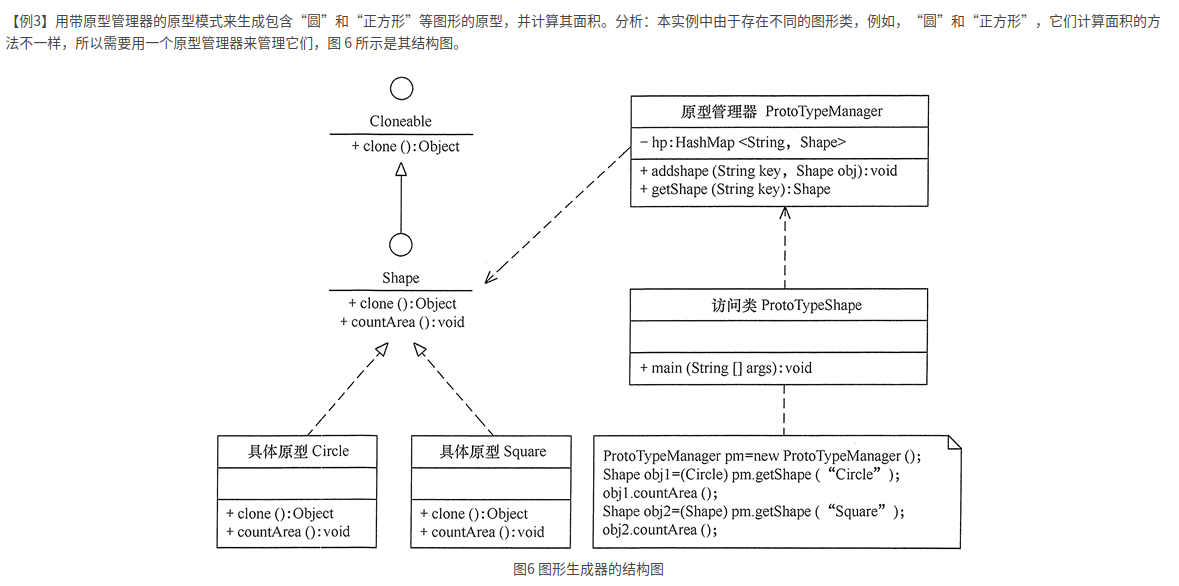 【例3】用带原型管理器的原型模式来生成包含“圆”和“正方形”等图形的原型，并计算其面积。分析：本实例中由于存在不同的图形类，例如，“圆”和“正方形”，它们计算面积的方
法不一样，所以需要用一个原型管理器来管理它们，图 6 所示是其结构图。
Cloneable
+ clone ():Object
Shape
+ clone ():Object
+ countArea ():void
原型管理器 ProtoTypeManager
− hp:HashMap <String，Shape>
+ addshape (String key，Shape obj):void
+ getShape (String key):Shape
访问类 ProtoTypeShape
+ main (String [] args):void
具体原型 Circle
+ clone ():Object
+ countArea ():void
具体原型 Square
+ clone ():Object
+ countArea ():void
ProtoTypeManager pm=new ProtoTypeManager ();
Shape obj1=(Circle) pm.getShape (“Circle”);
obj1.countArea ();
Shape obj2=(Shape) pm.getShape (“Square”);
obj2.countArea ();
图6 图形生成器的结构图